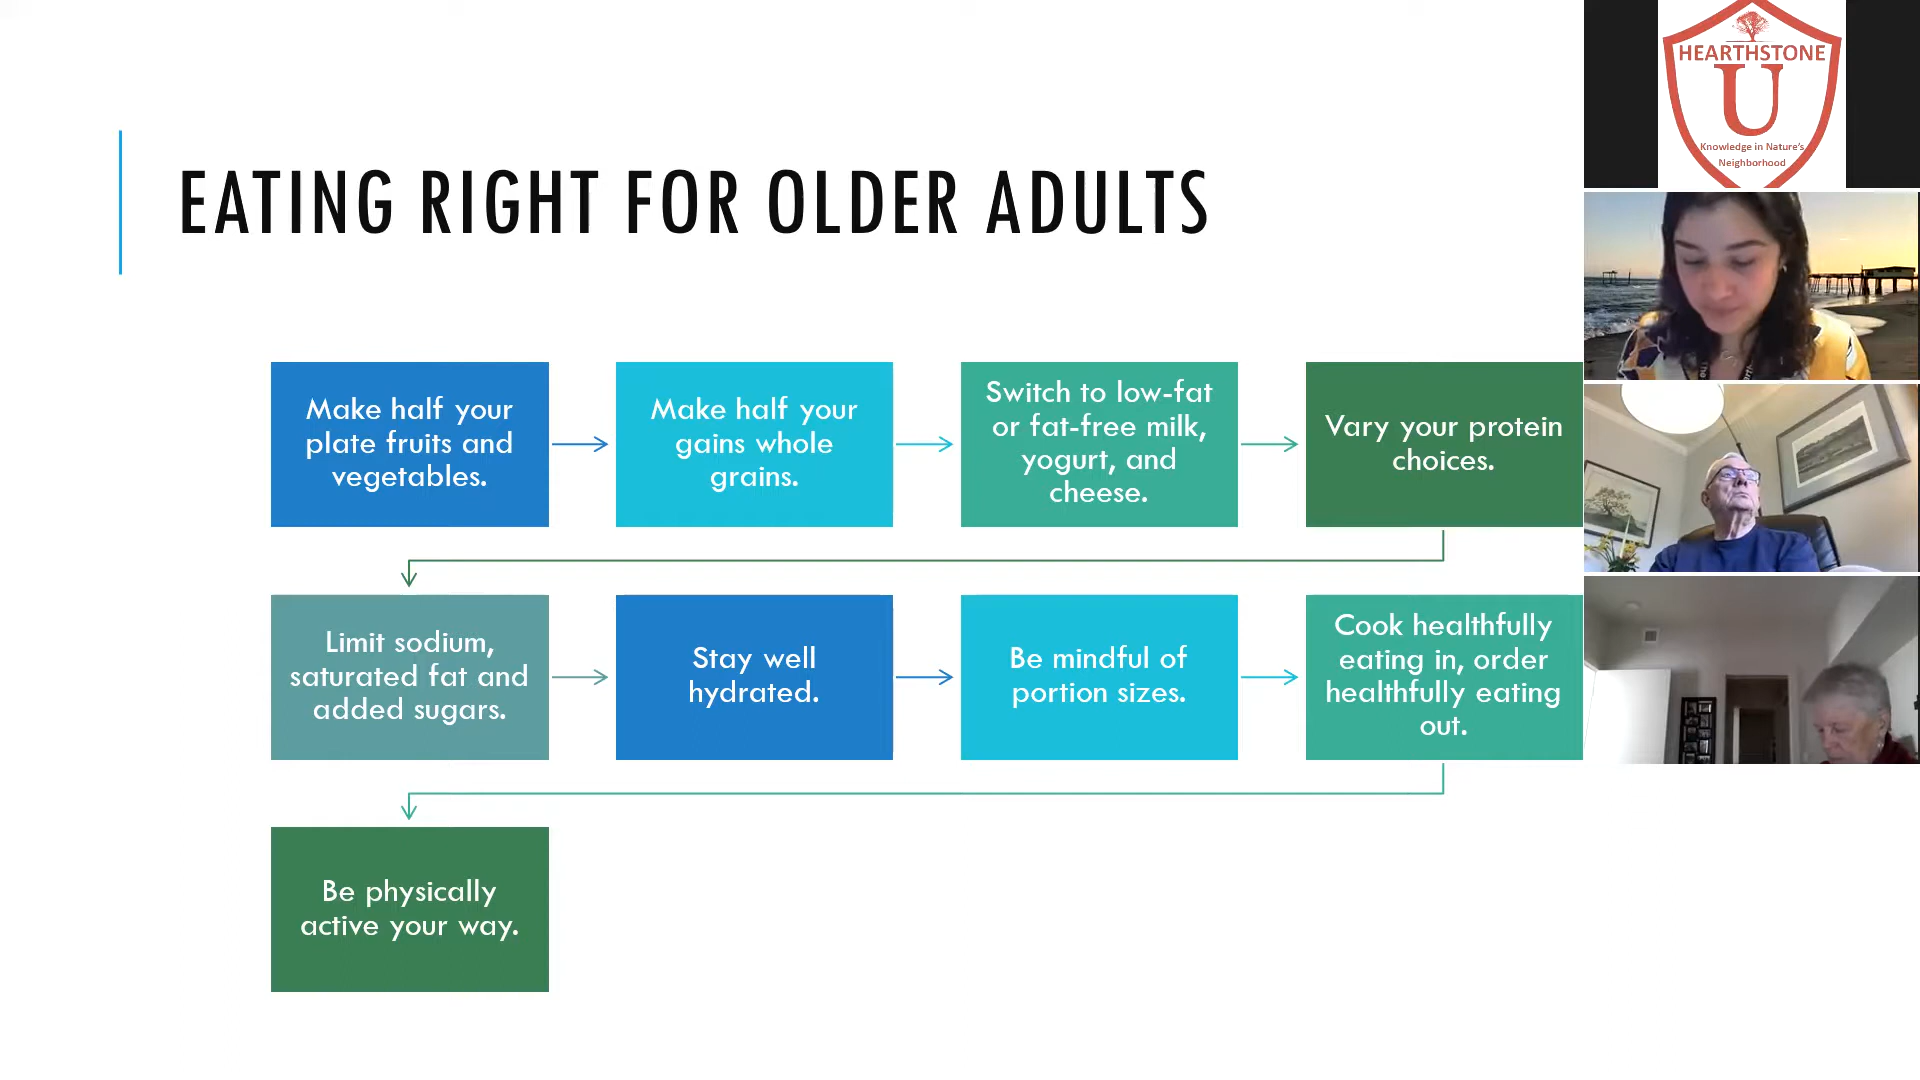 EATING RIGHT FOR OLDER ADULTS
Make half your
plate fruits and
vegetables.
Make half your
gains whole
grains.
Switch to low-fat
or fat-free milk,
yogurt, and
cheese.
Vary your protein
choices.
Limit sodium,
saturated fat and
added sugars.
Stay well
hydrated.
Be mindful of
portion sizes.
Cook healthfully
eating in, order
healthfully eating
out.
Be physically
active your way.
HEARTHSTONE
U
Knowledge in Nature's
Neighborhood